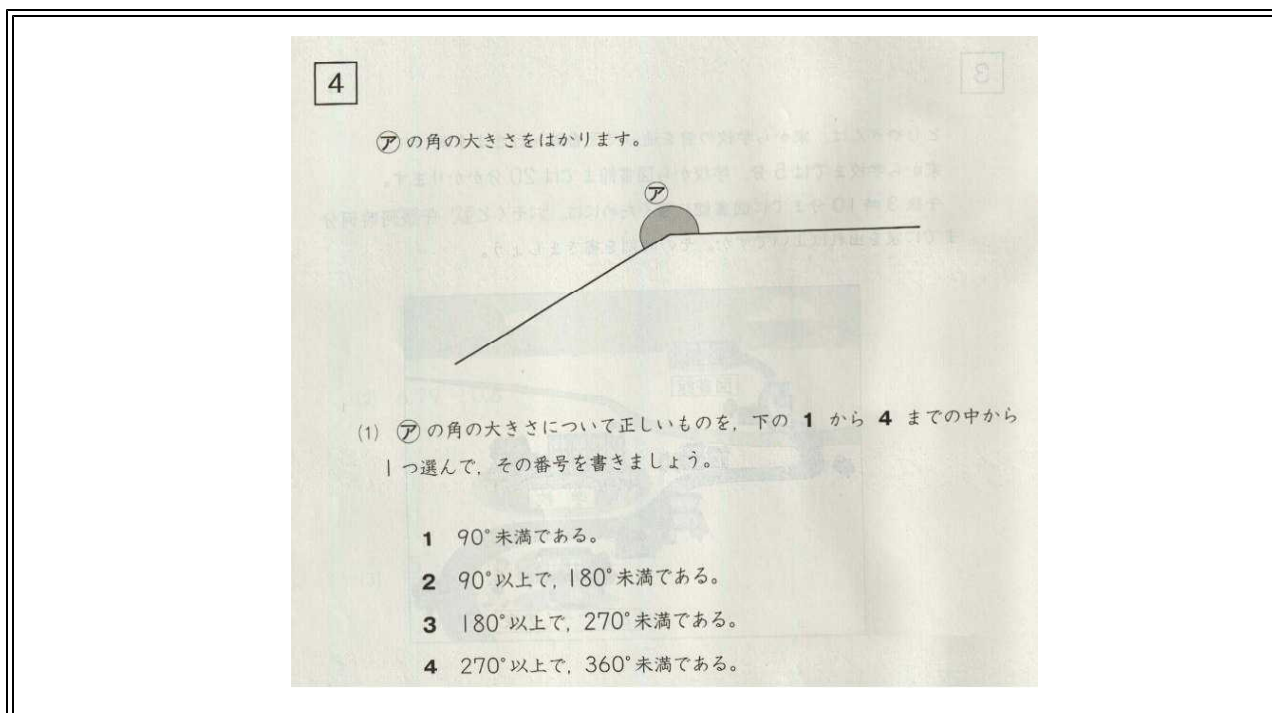 4
㋐の角の大きさをはかります。
㋐
(1) ㋐の角の大きさについて正しいものを,下の 1 から 4 までの中から
1つ選んで,その番号を書きましょう。
1 90°未満である。
2 90°以上で,180°未満である。
3 180°以上で,270°未満である。
4 270°以上で,360°未満である。